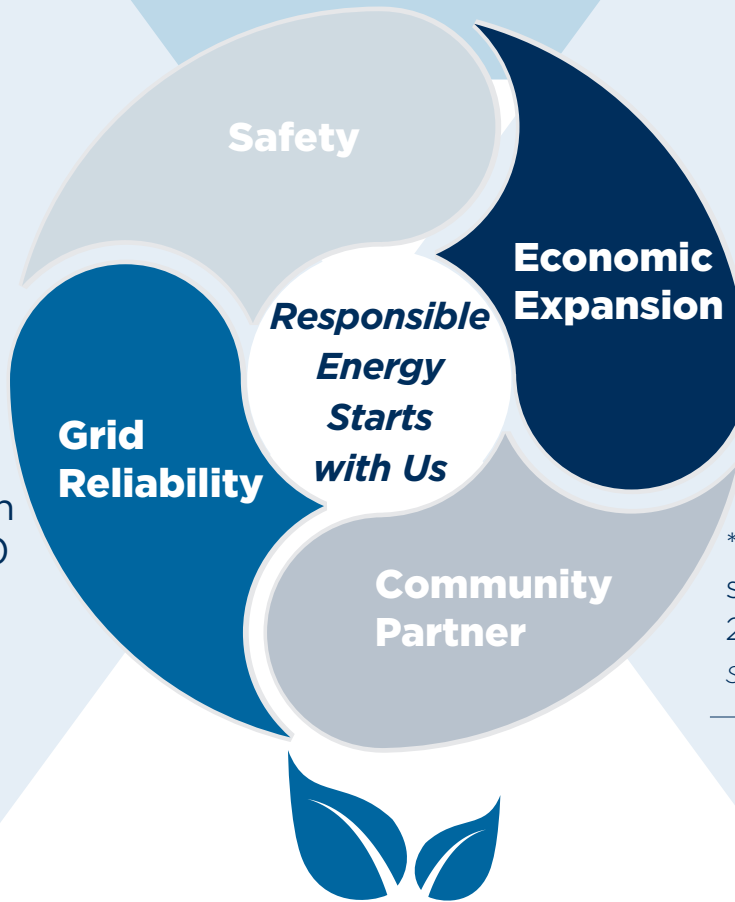 Safety
Economic
Expansion
Responsible
Energy
Starts
with Us
Grid
Reliability
Community
Partner